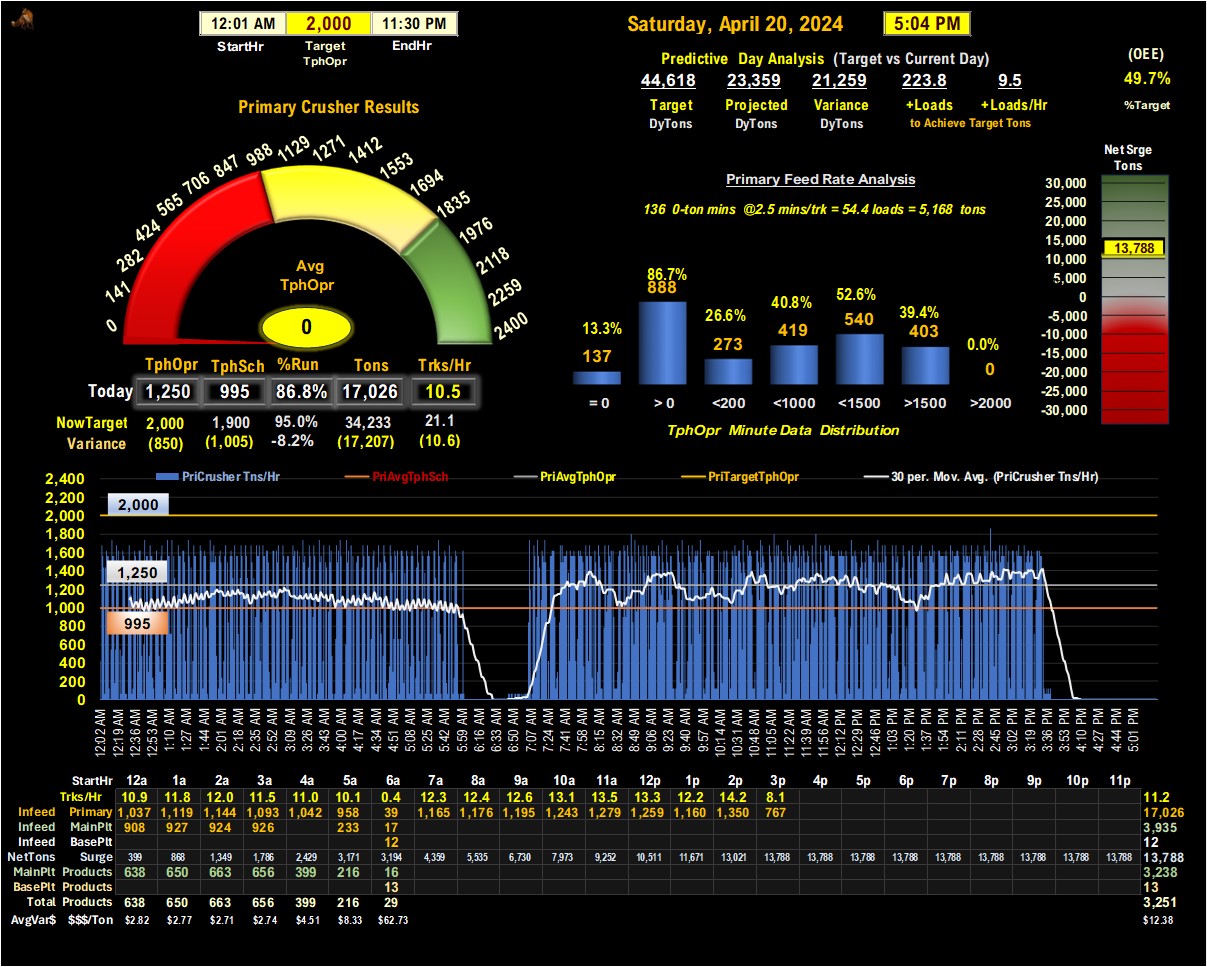 12:01 AM 2,000 11:30 PM
StartHr Target TphOpr EndHr
Saturday, April 20, 2024 5:04 PM
Predictive Day Analysis (Target vs Current Day)
44,618 23,359 21,259 223.8 9.5
Target Projected Variance +Loads +Loads/Hr
DyTons DyTons DyTons to Achieve Target Tons
(OEE)
49.7%
%Target
Primary Crusher Results
0 141 282 424 565 706 847 988 1129 1271 1412 1553 1694 1835 1976 2118 2259 2400
Avg
TphOpr
0
TphOpr TphSch %Run Tons Trks/Hr
Today 1,250 995 86.8% 17,026 10.5
NowTarget 2,000 1,900 95.0% 34,233 21.1
Variance (850) (1,005) -8.2% (17,207) (10.6)
Primary Feed Rate Analysis
136 0-ton mins @2.5 mins/trk = 54.4 loads = 5,168 tons
13.3% 86.7% 26.6% 40.8% 52.6% 39.4% 0.0%
137 888 273 419 540 403 0
= 0 > 0 <200 <1000 <1500 >1500 >2000
TphOpr Minute Data Distribution
Net Srge
Tons
30,000
25,000
20,000
15,000
13,788
10,000
5,000
0
-5,000
-10,000
-15,000
-20,000
-25,000
-30,000
PriCrusher Tns/Hr PriAvgTphSch PriAvgTphOpr PriTargetTphOpr 30 per. Mov. Avg. (PriCrusher Tns/Hr)
2,400
2,200
2,000
1,800
1,600
1,400
1,200
1,000
800
600
400
200
0
2,000
1,250
995
12:02 AM 12:19 AM 12:36 AM 12:53 AM 1:10 AM 1:27 AM 1:44 AM 2:01 AM 2:18 AM 2:35 AM 2:52 AM 3:09 AM 3:26 AM 3:43 AM 4:00 AM 4:17 AM 4:34 AM 4:51 AM 5:08 AM 5:25 AM 5:42 AM 5:59 AM 6:16 AM 6:33 AM 6:50 AM 7:07 AM 7:24 AM 7:41 AM 7:58 AM 8:15 AM 8:32 AM 8:49 AM 9:06 AM 9:23 AM 9:40 AM 9:57 AM 10:14 AM 10:31 AM 10:48 AM 11:05 AM 11:22 AM 11:39 AM 11:56 AM 12:12 PM 12:29 PM 12:46 PM 1:03 PM 1:20 PM 1:37 PM 1:54 PM 2:11 PM 2:28 PM 2:45 PM 3:02 PM 3:19 PM 3:36 PM 3:53 PM 4:10 PM 4:27 PM 4:44 PM 5:01 PM
StartHr 12a 1a 2a 3a 4a 5a 6a 7a 8a 9a 10a 11a 12p 1p 2p 3p 4p 5p 6p 7p 8p 9p 10p 11p
Trks/Hr 10.9 11.8 12.0 11.5 11.0 10.1 0.4 12.3 12.4 12.6 13.1 13.5 13.3 12.2 14.2 8.1 11.2
Infeed Primary 1,037 1,119 1,144 1,093 1,042 958 39 1,165 1,176 1,195 1,243 1,279 1,259 1,160 1,350 767 17,026
Infeed MainPlt 908 927 924 926 233 17 3,935
Infeed BasePlt 12 12
NetTons Surge 399 868 1,349 1,786 2,429 3,171 3,194 4,359 5,535 6,730 7,973 9,252 10,511 11,671 13,021 13,788 13,788 13,788 13,788 13,788 13,788 13,788 13,788 13,788 13,788
MainPlt Products 638 650 663 656 399 216 16 3,238
BasePlt Products 13 13
Total Products 638 650 663 656 399 216 29 3,251
AvgVar$ $$$/Ton $2.82 $2.77 $2.71 $2.74 $4.51 $8.33 $62.73 $12.38